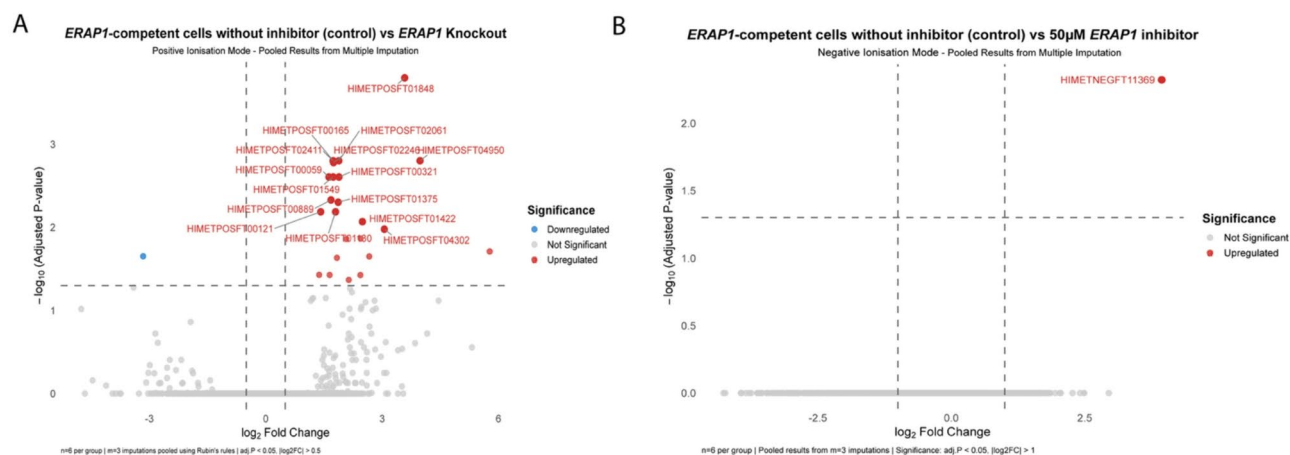 A
ERAP1-competent cells without inhibitor (control) vs ERAP1 Knockout
Positive Ionisation Mode - Pooled Results from Multiple Imputation
HIMETPOSFT01848
HIMETPOSFT00165
HIMETPOSFT02061
HIMETPOSFT02411
HIMETPOSFT02246
HIMETPOSFT04950
HIMETPOSFT00059
HIMETPOSFT00321
HIMETPOSFT01549
HIMETPOSFT01375
HIMETPOSFT00889
HIMETPOSFT01422
HIMETPOSFT00121
HIMETPOSFT04302
−log10 (Adjusted P-value)
3
2
1
0
-3
0
3
6
log2 Fold Change
Significance
Downregulated
Not Significant
Upregulated
n=6 per group | m=3 imputations pooled using Rubin's rules | adj.P < 0.05, |log2FC| > 0.5
B
ERAP1-competent cells without inhibitor (control) vs 50µM ERAP1 inhibitor
Negative Ionisation Mode - Pooled Results from Multiple Imputation
HIMETNEGFT11369
−log10 (Adjusted P-value)
2.0
1.5
1.0
0.5
0.0
-2.5
0.0
2.5
log2 Fold Change
Significance
Not Significant
Upregulated
n=6 per group | Pooled results from m=3 imputations | Significance: adj.P < 0.05, |log2FC| > 1